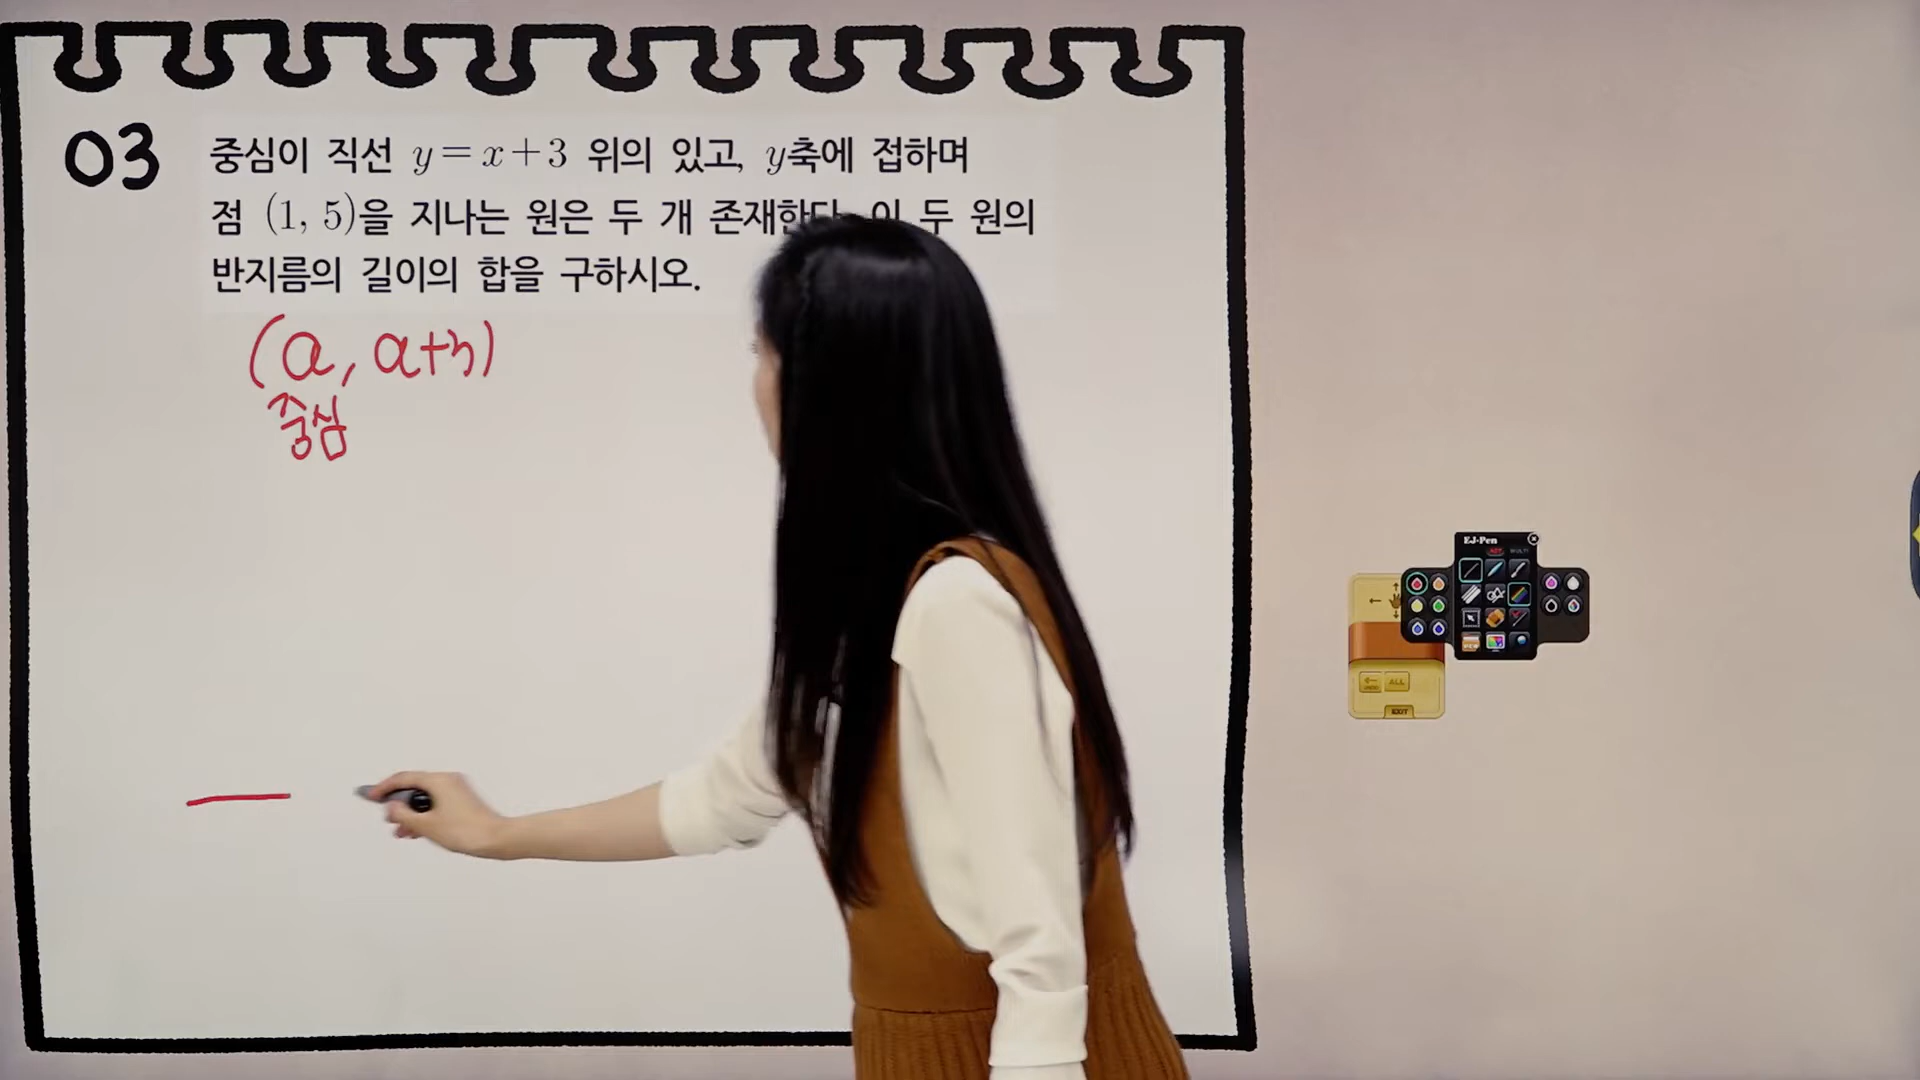 03
중심이 직선 y=x+3 위의 있고, y축에 접하며
점 (1, 5)을 지나는 원은 두 개 존재한다. 이 두 원의
반지름의 길이의 합을 구하시오.
(a, a+3)
중심
EJ-Pen
ALL
EXIT